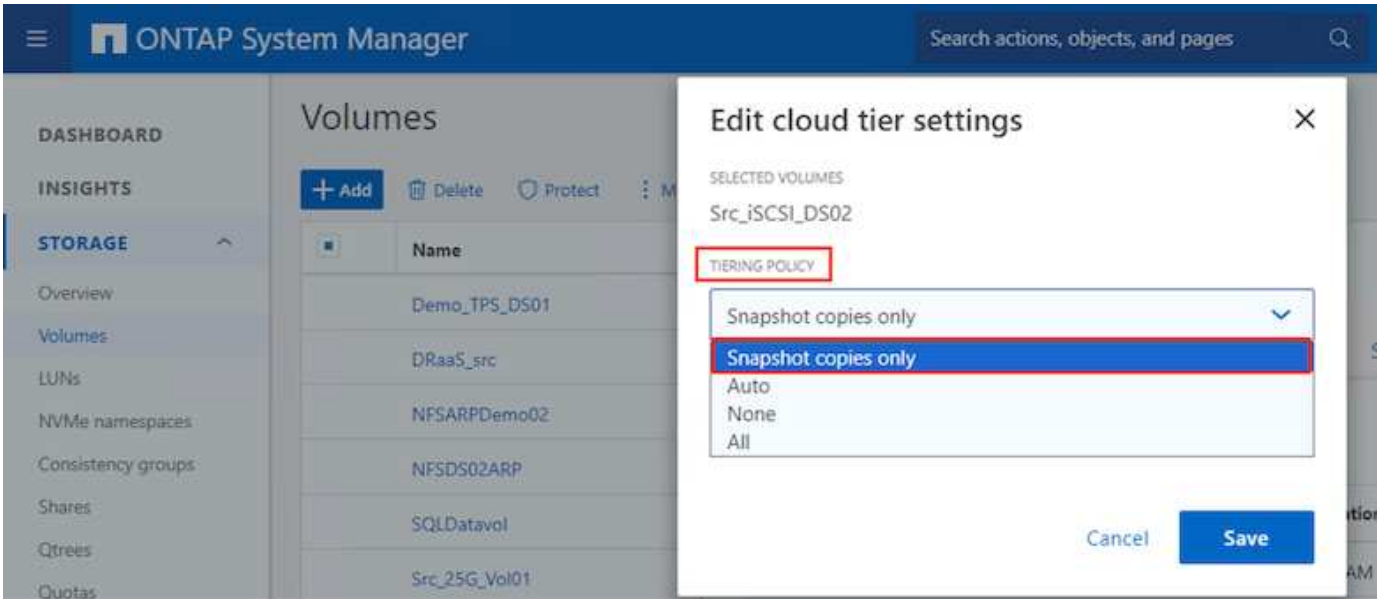 ONTAP System Manager
Search actions, objects, and pages
DASHBOARD
INSIGHTS
STORAGE
Overview
Volumes
LUNs
NVMe namespaces
Consistency groups
Shares
Qtrees
Quotas
Volumes
Add
Delete
Protect
Name
Demo_TPS_DS01
DRaaS_src
NFSARPDemo02
NFSDS02ARP
SQLDatavol
Src_25G_Vol01
Edit cloud tier settings
SELECTED VOLUMES
Src_iSCSI_DS02
TIERING POLICY
Snapshot copies only
Snapshot copies only
Auto
None
All
Cancel
Save
AM